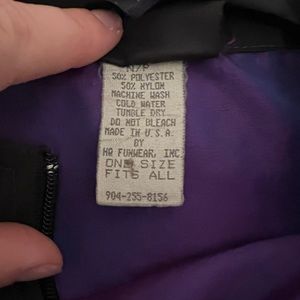 N/P
50% POLYESTER
50% NYLON
MACHINE WASH
COLD WATER
TUMBLE DRY
DO NOT BLEACH
MADE IN U.S.A.
BY
HQ FUNWEAR, INC.
ONE SIZE
FITS ALL
904-255-8156